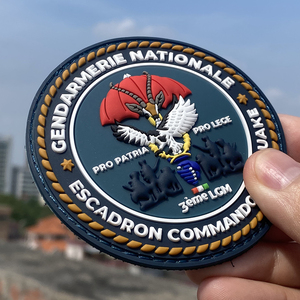 GENDARMERIE NATIONALE
PRO PATRIA
PRO LEGE
3ème LGM
ESCADRON COMMANDO